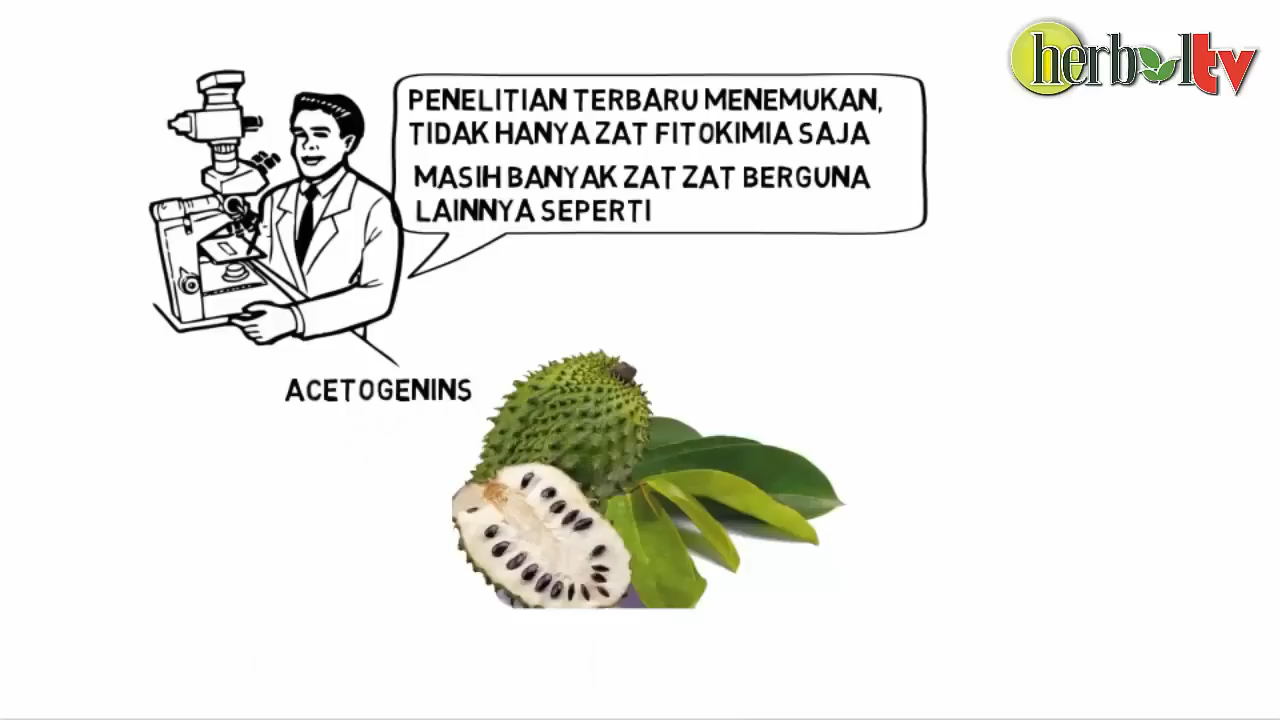 herbaltv
PENELITIAN TERBARU MENEMUKAN,
TIDAK HANYA ZAT FITOKIMIA SAJA
MASIH BANYAK ZAT ZAT BERGUNA
LAINNYA SEPERTI
ACETOGENINS